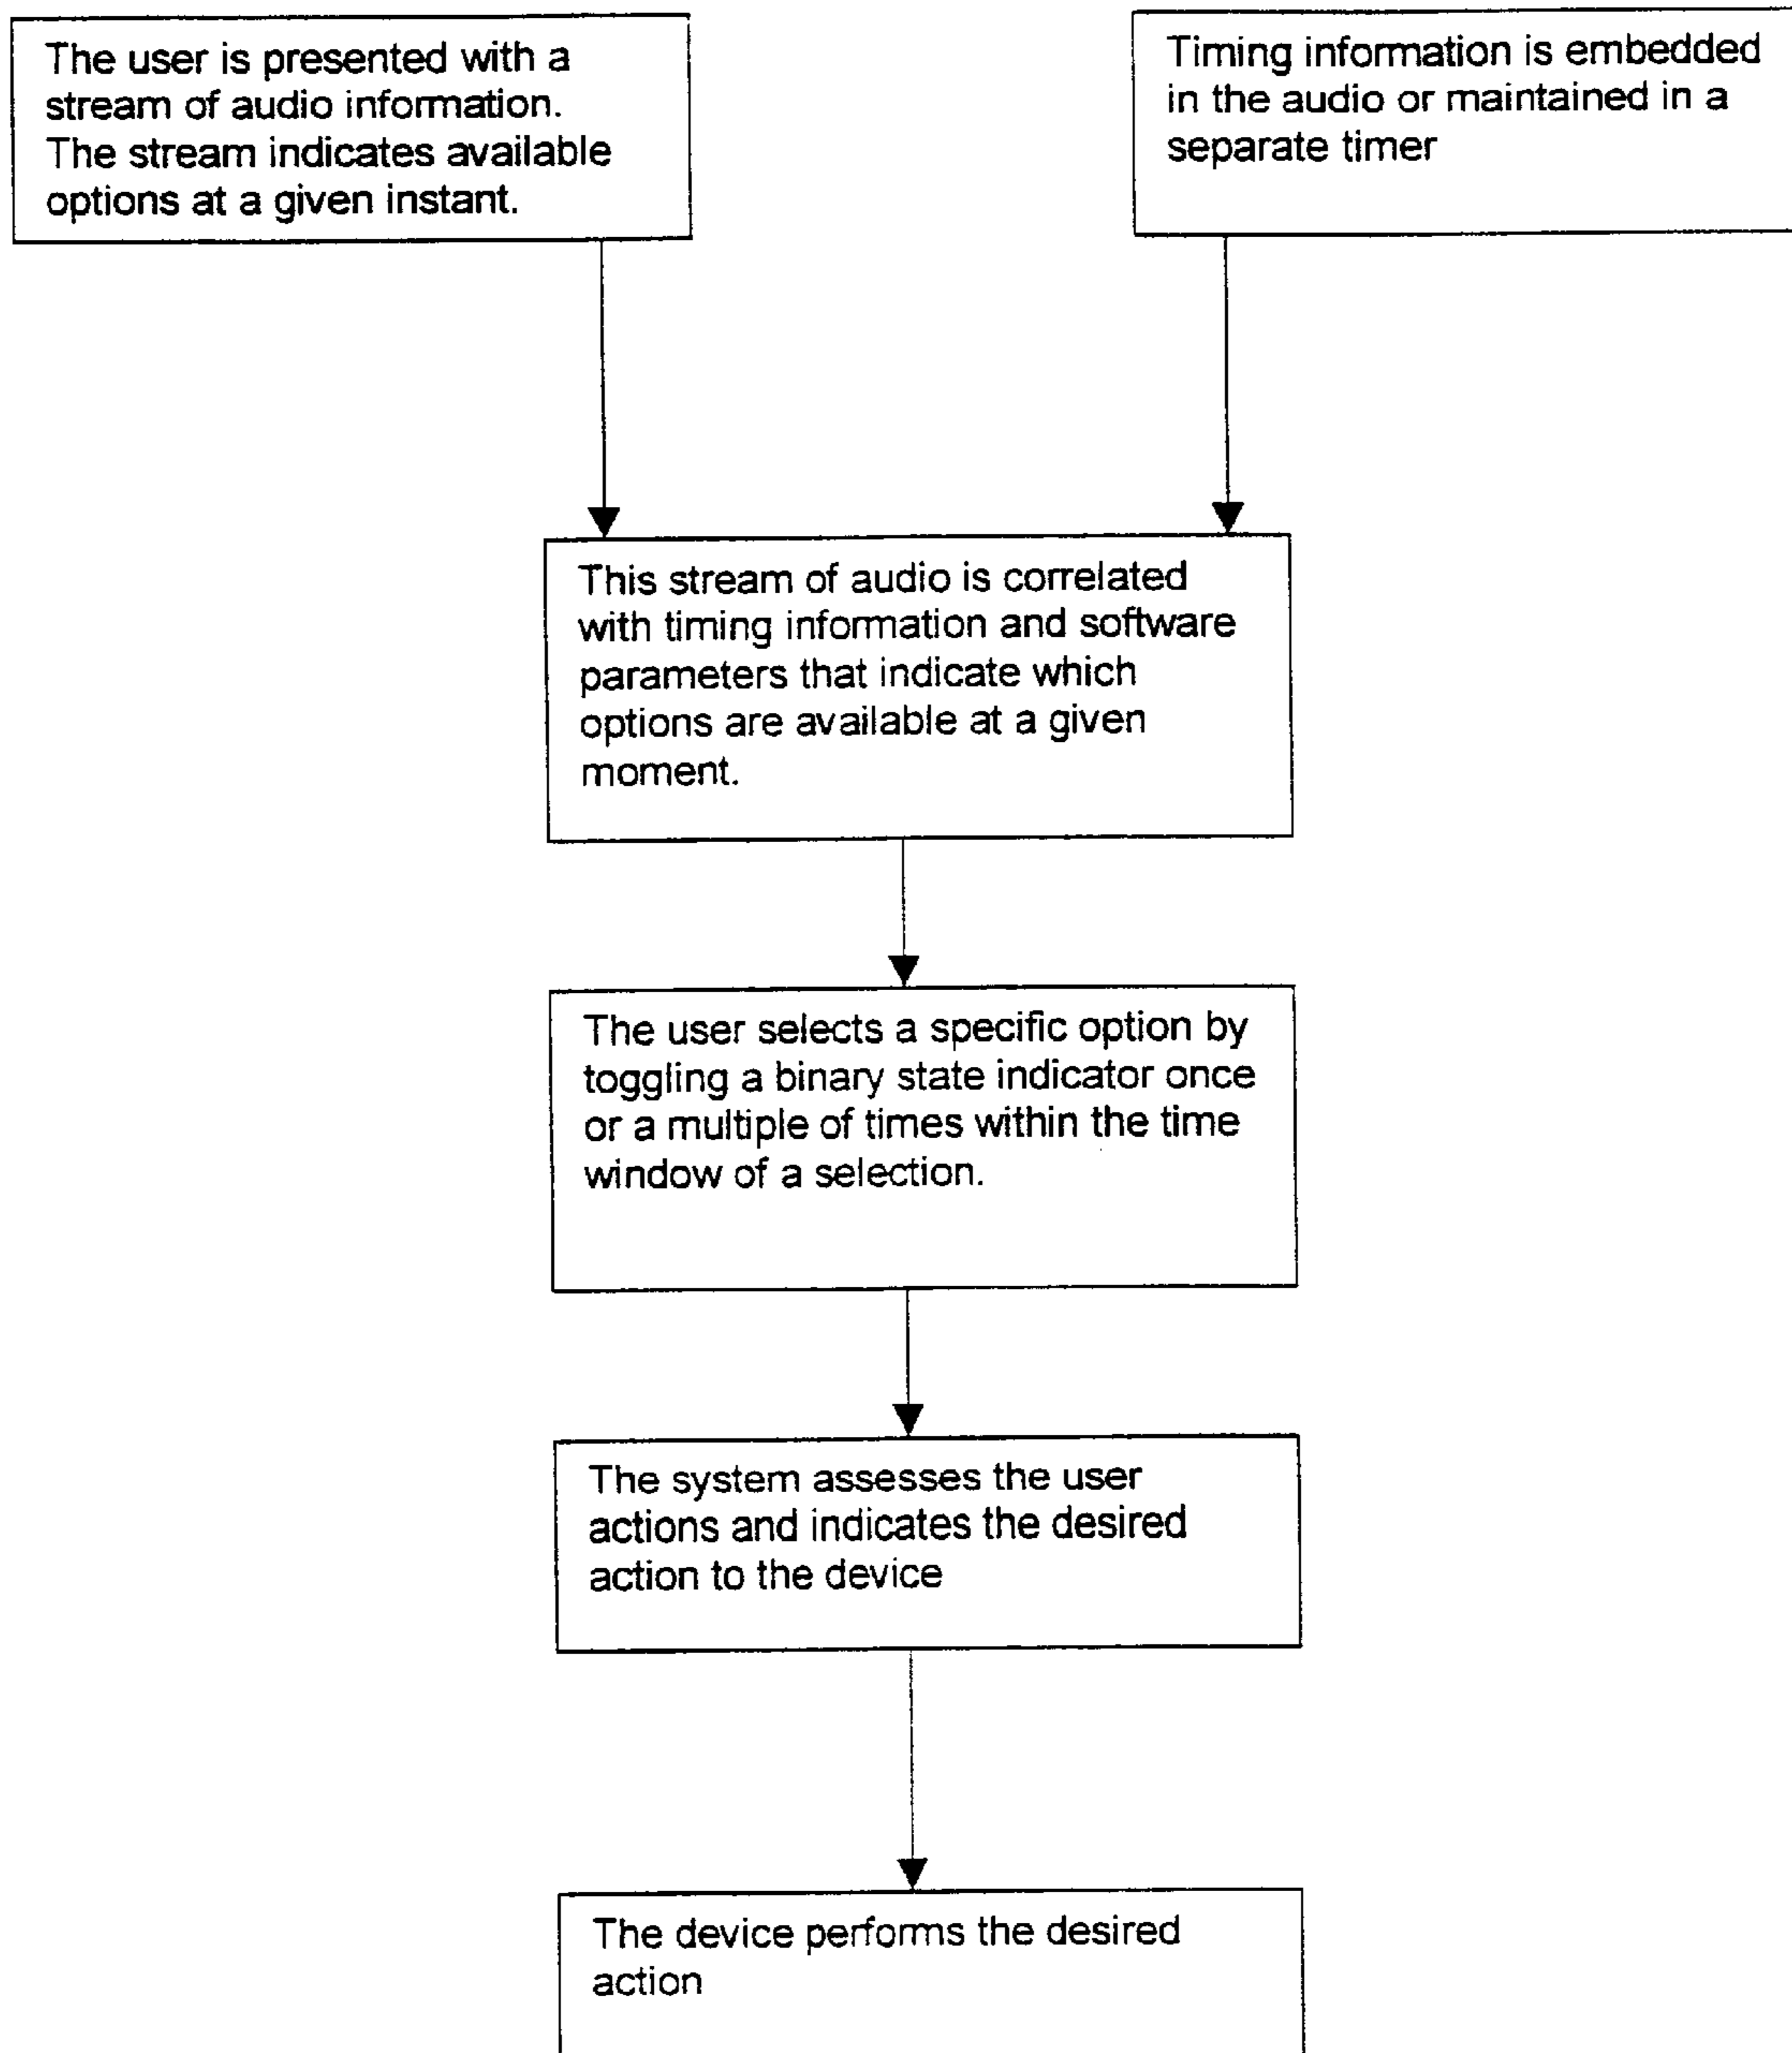 The user is presented with a
stream of audio information.
The stream indicates available
options at a given instant.
Timing information is embedded
in the audio or maintained in a
separate timer
This stream of audio is correlated
with timing information and software
parameters that indicate which
options are available at a given
moment.
The user selects a specific option by
toggling a binary state indicator once
or a multiple of times within the time
window of a selection.
The system assesses the user
actions and indicates the desired
action to the device
The device performs the desired
action